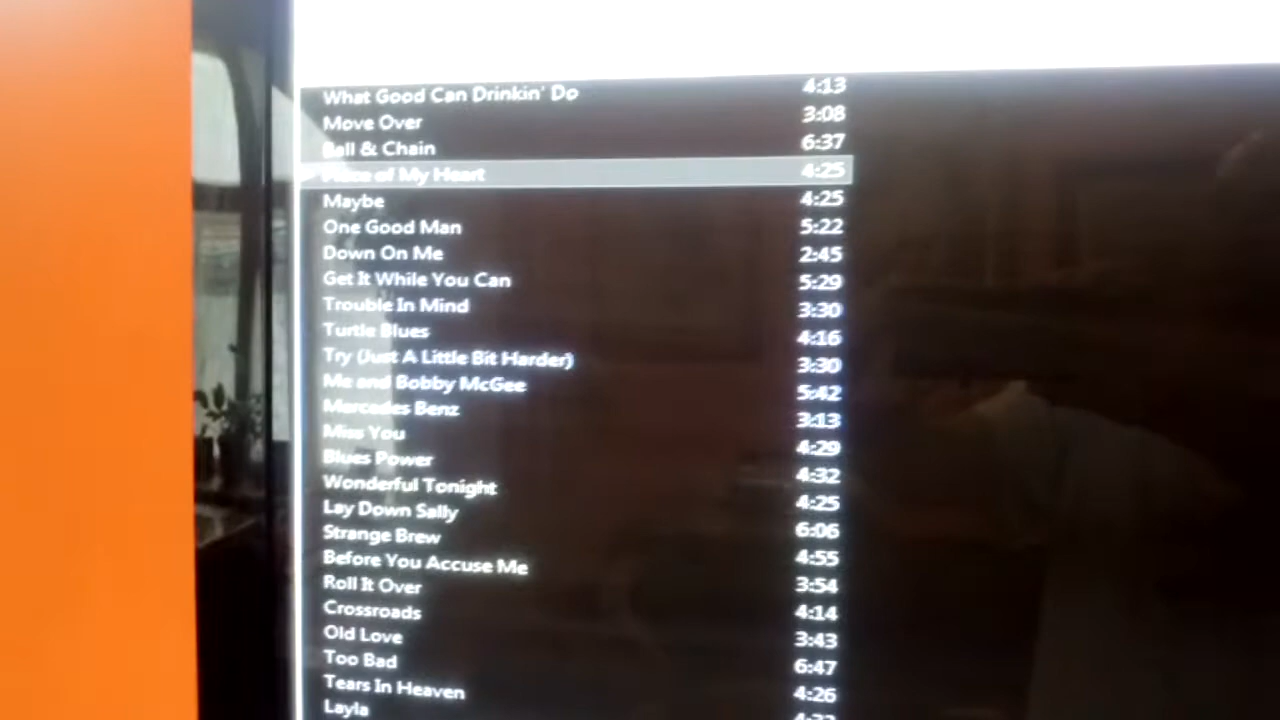 What Good Can Drinkin' Do 4:13
Move Over 3:08
Ball & Chain 6:37
Piece of My Heart 4:25
Maybe 4:25
One Good Man 5:22
Down On Me 2:45
Get It While You Can 5:29
Trouble In Mind 3:30
Turtle Blues 4:16
Try (Just A Little Bit Harder) 3:30
Me and Bobby McGee 5:42
Mercedes Benz 3:13
Miss You 4:29
Blues Power 4:32
Wonderful Tonight 4:25
Lay Down Sally 6:06
Strange Brew 4:55
Before You Accuse Me 3:54
Roll It Over 4:14
Crossroads 3:43
Old Love 6:47
Too Bad 4:26
Tears In Heaven
Layla